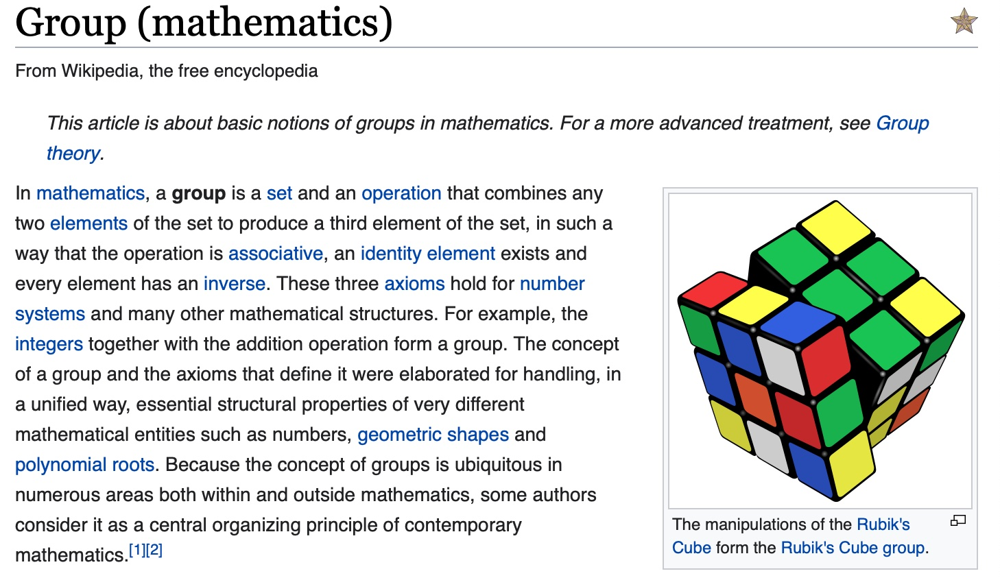 Group (mathematics)
From Wikipedia, the free encyclopedia
This article is about basic notions of groups in mathematics. For a more advanced treatment, see Group
theory.
In mathematics, a group is a set and an operation that combines any
two elements of the set to produce a third element of the set, in such a
way that the operation is associative, an identity element exists and
every element has an inverse. These three axioms hold for number
systems and many other mathematical structures. For example, the
integers together with the addition operation form a group. The concept
of a group and the axioms that define it were elaborated for handling, in
a unified way, essential structural properties of very different
mathematical entities such as numbers, geometric shapes and
polynomial roots. Because the concept of groups is ubiquitous in
numerous areas both within and outside mathematics, some authors
consider it as a central organizing principle of contemporary
mathematics.[1][2]
The manipulations of the Rubik's
Cube form the Rubik's Cube group.